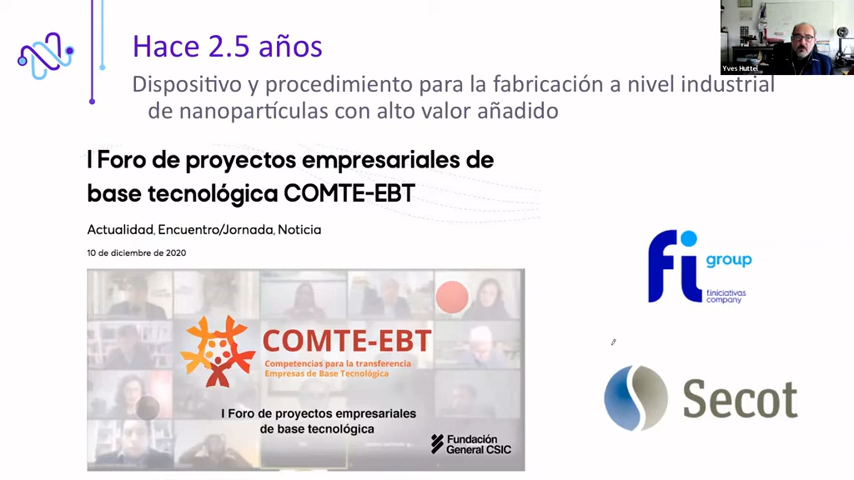 Hace 2.5 años
Dispositivo y procedimiento para la fabricación a nivel industrial
de nanopartículas con alto valor añadido
Yves Huttel
I Foro de proyectos empresariales de
base tecnológica COMTE-EBT
Actualidad, Encuentro/Jornada, Noticia
10 de diciembre de 2020
COMTE-EBT
Competencias para la transferencia
Empresas de Base Tecnológica
I Foro de proyectos empresariales
de base tecnológica
Fundación
General CSIC
fi group
finiciativas
company
Secot